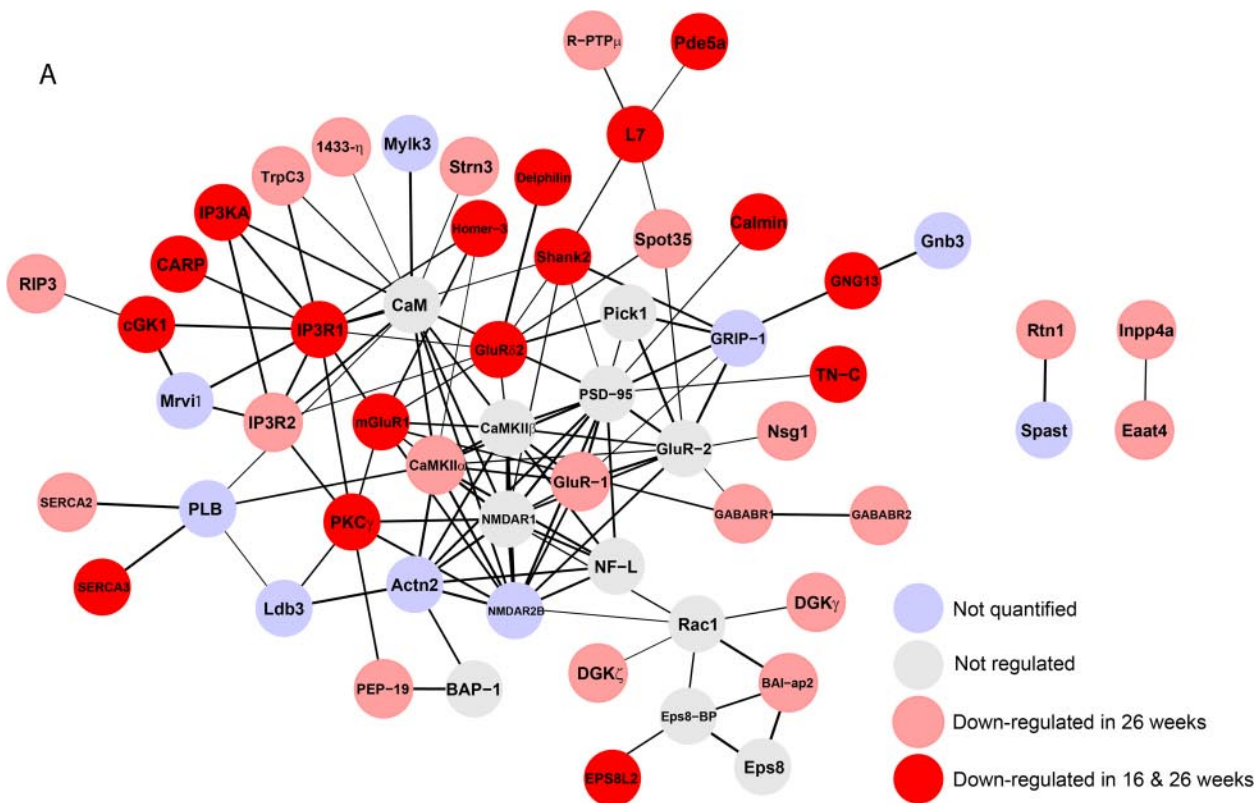 A
R-PTPμ
Pde5a
L7
1433-η
Mylk3
Strn3
TrpC3
Delphilin
IP3KA
Homer-3
Calmin
Shank2
Spot35
Gnb3
CARP
RIP3
GNG13
cGK1
CaM
Pick1
IP3R1
GRIP-1
GluRδ2
Rtn1
Inpp4a
TN-C
Mrvi1
PSD-95
IP3R2
mGluR1
CaMKIIβ
Nsg1
Spast
Eaat4
GluR-2
CaMKIIα
GluR-1
SERCA2
PLB
PKCγ
NMDAR1
GABABR1
GABABR2
NF-L
SERCA3
Actn2
Ldb3
NMDAR2B
Rac1
DGKγ
Not quantified
DGKζ
BAI-ap2
Not regulated
PEP-19
BAP-1
Eps8-BP
Down-regulated in 26 weeks
Eps8
EPS8L2
Down-regulated in 16 & 26 weeks